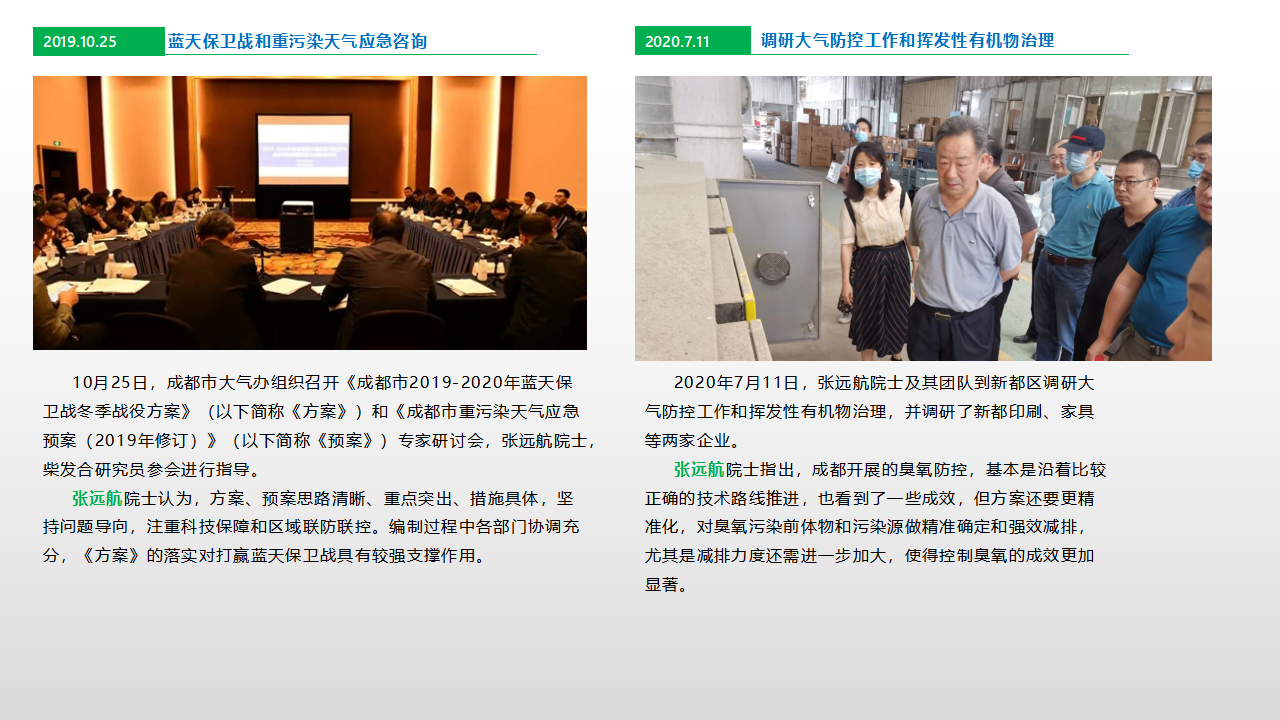 2019.10.25
蓝天保卫战和重污染天气应急咨询
10月25日，成都市大气办组织召开《成都市2019-2020年蓝天保
卫战冬季战役方案》（以下简称《方案》）和《成都市重污染天气应急
预案（2019年修订）》（以下简称《预案》）专家研讨会，张远航院士，
柴发合研究员参会进行指导。
张远航院士认为，方案、预案思路清晰、重点突出、措施具体，坚
持问题导向，注重科技保障和区域联防联控。编制过程中各部门协调充
分，《方案》的落实对打赢蓝天保卫战具有较强支撑作用。
2020.7.11
调研大气防控工作和挥发性有机物治理
2020年7月11日，张远航院士及其团队到新都区调研大
气防控工作和挥发性有机物治理，并调研了新都印刷、家具
等两家企业。
张远航院士指出，成都开展的臭氧防控，基本是沿着比较
正确的技术路线推进，也看到了一些成效，但方案还要更精
准化，对臭氧污染前体物和污染源做精准确定和强效减排，
尤其是减排力度还需进一步加大，使得控制臭氧的成效更加
显著。